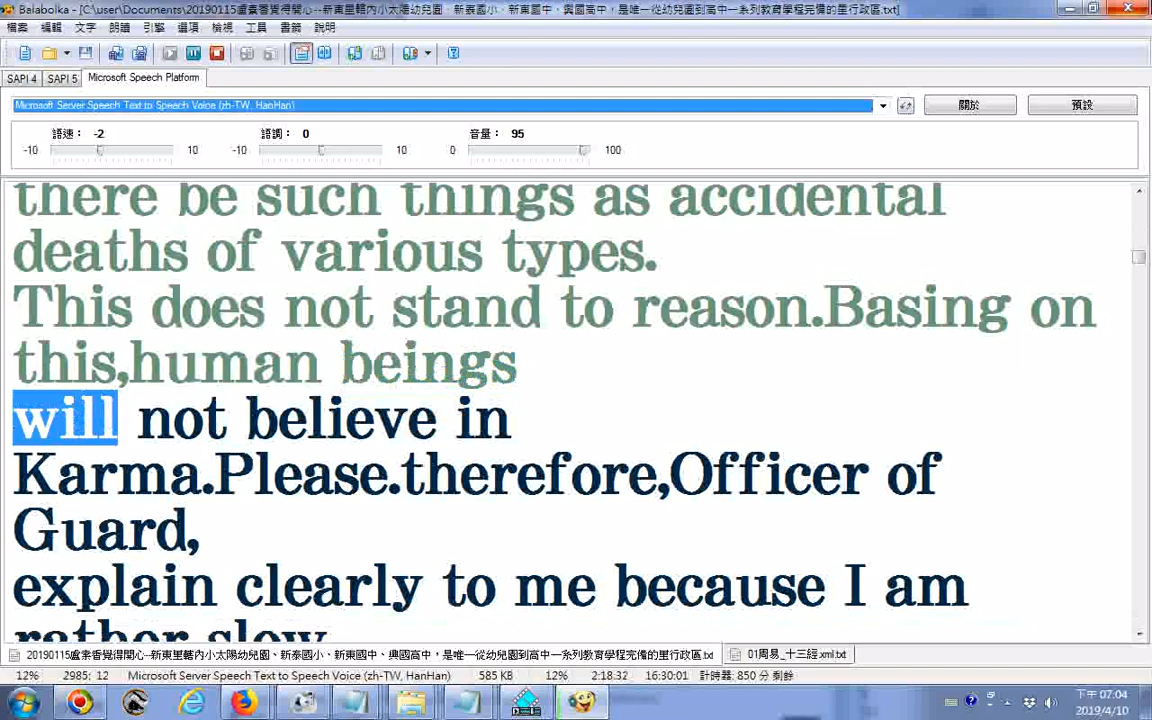 Balabolka - [C:\user\Documents\20190115盧素香覺得開心--新東里轄內小太陽幼兒園、新泰國小、新東國中、興國高中，是唯一從幼兒園到高中一系列教育學程完備的里行政區.txt]
檔案 編輯 文字 朗讀 引擎 選項 檢視 工具 書籤 說明
SAPI 4 SAPI 5 Microsoft Speech Platform
Microsoft Server Speech Text to Speech Voice (zh-TW, HanHan) 關於 預設
語速： -2 語調： 0 音量： 95
-10 10 -10 10 0 100
there be such things as accidental
deaths of various types.
This does not stand to reason.Basing on
this,human beings
will not believe in
Karma.Please.therefore,Officer of
Guard,
explain clearly to me because I am
rather slow
20190115盧素香覺得開心--新東里轄內小太陽幼兒園、新泰國小、新東國中、興國高中，是唯一從幼兒園到高中一系列教育學程完備的里行政區.txt 01周易_十三經.xml.txt
12% 2985: 12 Microsoft Server Speech Text to Speech Voice (zh-TW, HanHan) 585 KB 12% 2:18:32 16:30:01 計時器: 850 分 剩餘
下午 07:04
2019/4/10